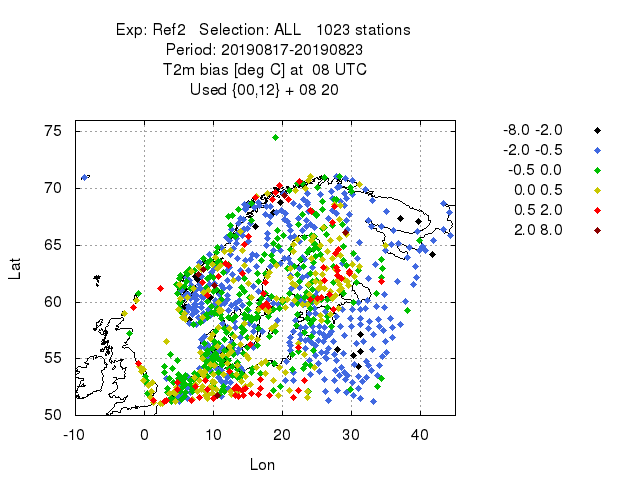 Exp: Ref2 Selection: ALL 1023 stations
Period: 20190817-20190823
T2m bias [deg C] at 08 UTC
Used {00,12} + 08 20
-8.0 -2.0
-2.0 -0.5
-0.5 0.0
0.0 0.5
0.5 2.0
2.0 8.0
75
70
65
60
55
50
Lat
-10 0 10 20 30 40
Lon